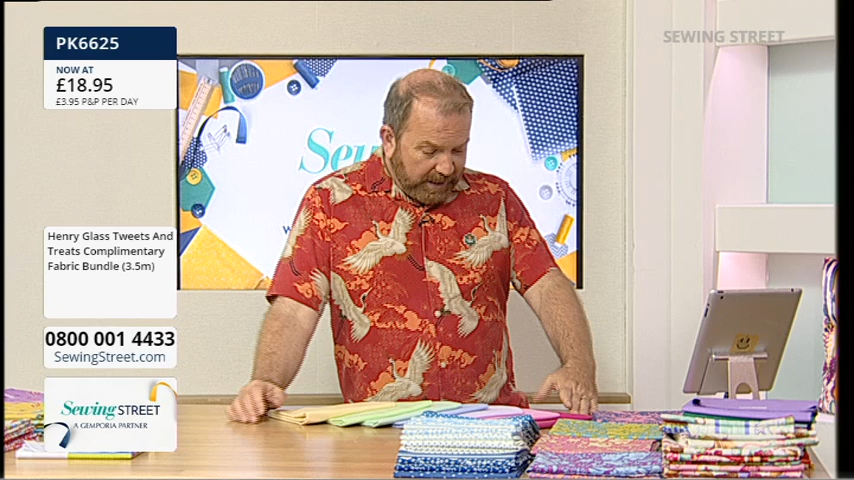 PK6625
NOW AT
£18.95
£3.95 P&P PER DAY
SEWING STREET
Sew
Henry Glass Tweets And
Treats Complimentary
Fabric Bundle (3.5m)
0800 001 4433
SewingStreet.com
Sewing STREET
A GEMPORIA PARTNER